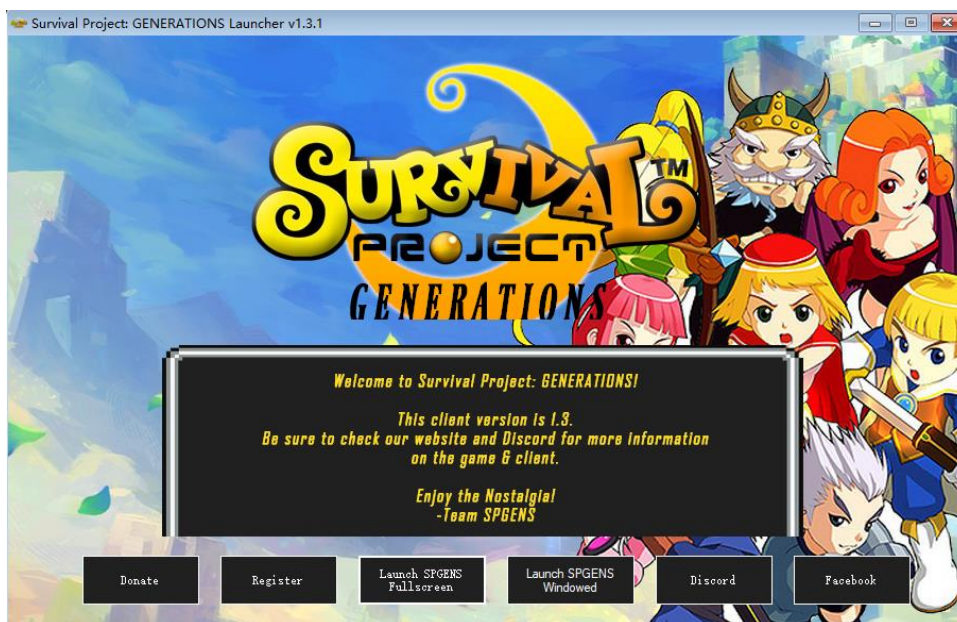 Survival Project: GENERATIONS Launcher v1.3.1
SURVIVAL TM
PROJECT
GENERATIONS
Welcome to Survival Project: GENERATIONS!
This client version is 1.3.
Be sure to check our website and Discord for more information
on the game & client.
Enjoy the Nostalgia!
-Team SPGENS
Donate
Register
Launch SPGENS
Fullscreen
Launch SPGENS
Windowed
Discord
Facebook